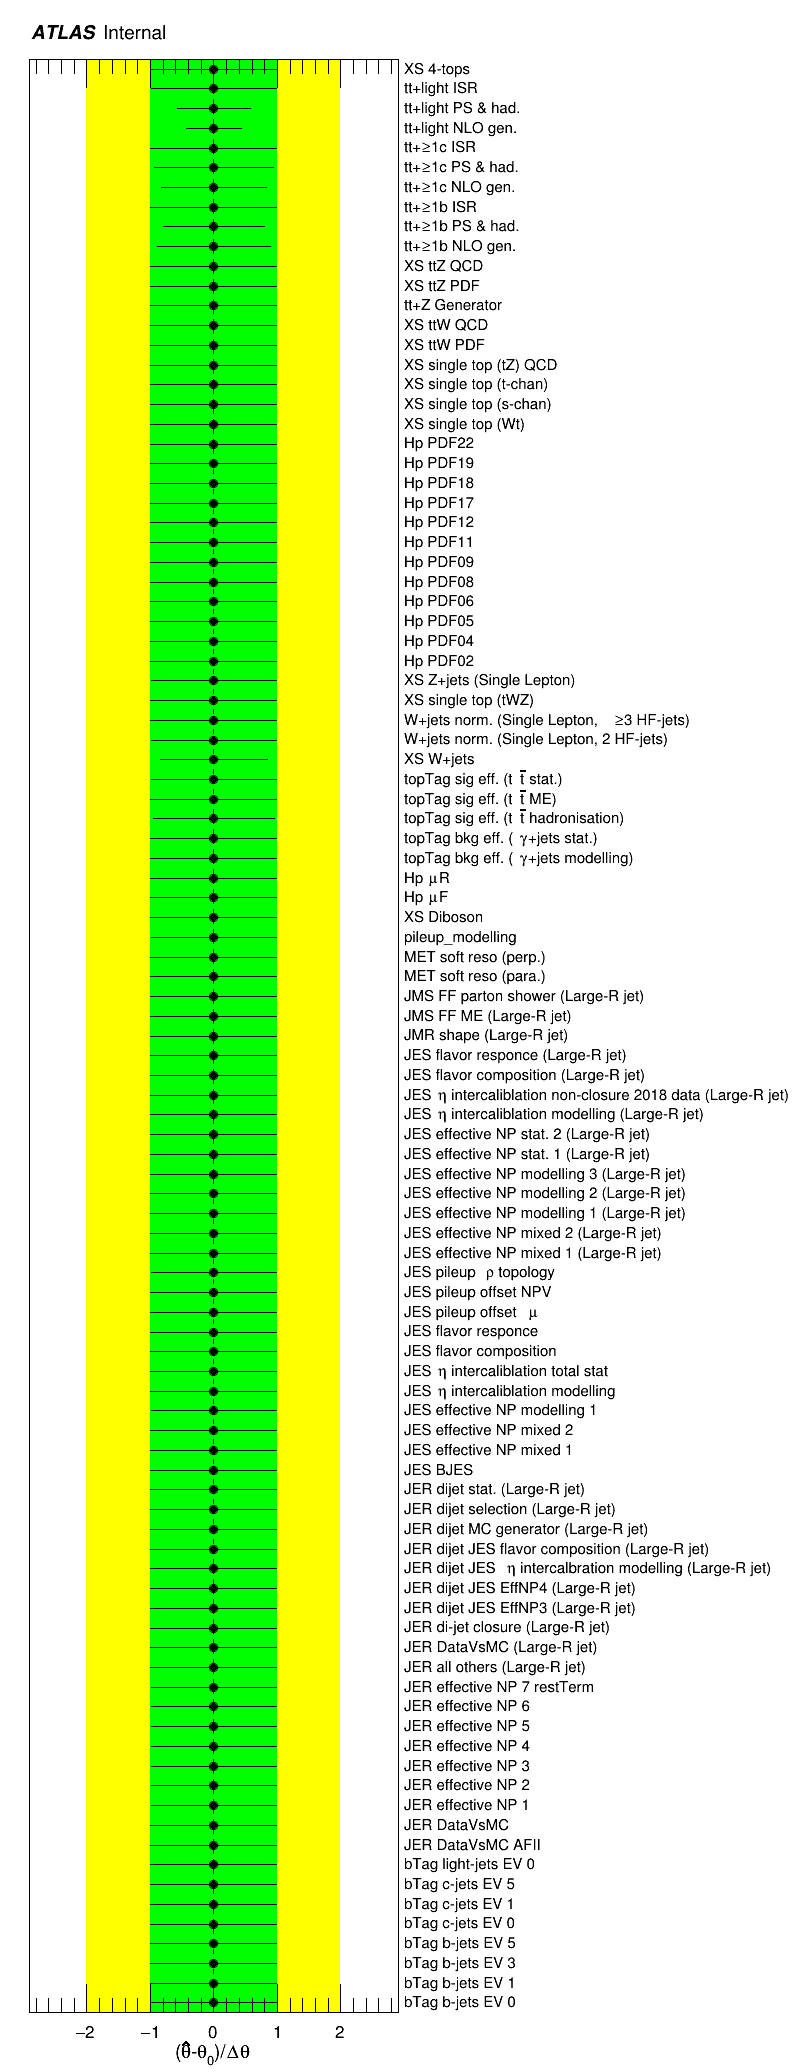 ATLAS Internal
XS 4-tops
tt+light ISR
tt+light PS & had.
tt+light NLO gen.
tt+≥1c ISR
tt+≥1c PS & had.
tt+≥1c NLO gen.
tt+≥1b ISR
tt+≥1b PS & had.
tt+≥1b NLO gen.
XS ttZ QCD
XS ttZ PDF
tt+Z Generator
XS ttW QCD
XS ttW PDF
XS single top (tZ) QCD
XS single top (t-chan)
XS single top (s-chan)
XS single top (Wt)
Hp PDF22
Hp PDF19
Hp PDF18
Hp PDF17
Hp PDF12
Hp PDF11
Hp PDF09
Hp PDF08
Hp PDF06
Hp PDF05
Hp PDF04
Hp PDF02
XS Z+jets (Single Lepton)
XS single top (tWZ)
W+jets norm. (Single Lepton, ≥3 HF-jets)
W+jets norm. (Single Lepton, 2 HF-jets)
XS W+jets
topTag sig eff. (t t̄ stat.)
topTag sig eff. (t t̄ ME)
topTag sig eff. (t t̄ hadronisation)
topTag bkg eff. ( γ+jets stat.)
topTag bkg eff. ( γ+jets modelling)
Hp μR
Hp μF
XS Diboson
pileup_modelling
MET soft reso (perp.)
MET soft reso (para.)
JMS FF parton shower (Large-R jet)
JMS FF ME (Large-R jet)
JMR shape (Large-R jet)
JES flavor responce (Large-R jet)
JES flavor composition (Large-R jet)
JES η intercaliblation non-closure 2018 data (Large-R jet)
JES η intercaliblation modelling (Large-R jet)
JES effective NP stat. 2 (Large-R jet)
JES effective NP stat. 1 (Large-R jet)
JES effective NP modelling 3 (Large-R jet)
JES effective NP modelling 2 (Large-R jet)
JES effective NP modelling 1 (Large-R jet)
JES effective NP mixed 2 (Large-R jet)
JES effective NP mixed 1 (Large-R jet)
JES pileup ρ topology
JES pileup offset NPV
JES pileup offset μ
JES flavor responce
JES flavor composition
JES η intercaliblation total stat
JES η intercaliblation modelling
JES effective NP modelling 1
JES effective NP mixed 2
JES effective NP mixed 1
JES BJES
JER dijet stat. (Large-R jet)
JER dijet selection (Large-R jet)
JER dijet MC generator (Large-R jet)
JER dijet JES flavor composition (Large-R jet)
JER dijet JES η intercalbration modelling (Large-R jet)
JER dijet JES EffNP4 (Large-R jet)
JER dijet JES EffNP3 (Large-R jet)
JER di-jet closure (Large-R jet)
JER DataVsMC (Large-R jet)
JER all others (Large-R jet)
JER effective NP 7 restTerm
JER effective NP 6
JER effective NP 5
JER effective NP 4
JER effective NP 3
JER effective NP 2
JER effective NP 1
JER DataVsMC
JER DataVsMC AFII
bTag light-jets EV 0
bTag c-jets EV 5
bTag c-jets EV 1
bTag c-jets EV 0
bTag b-jets EV 5
bTag b-jets EV 3
bTag b-jets EV 1
bTag b-jets EV 0
−2 −1 0 1 2
(θ̂-θ₀)/Δθ